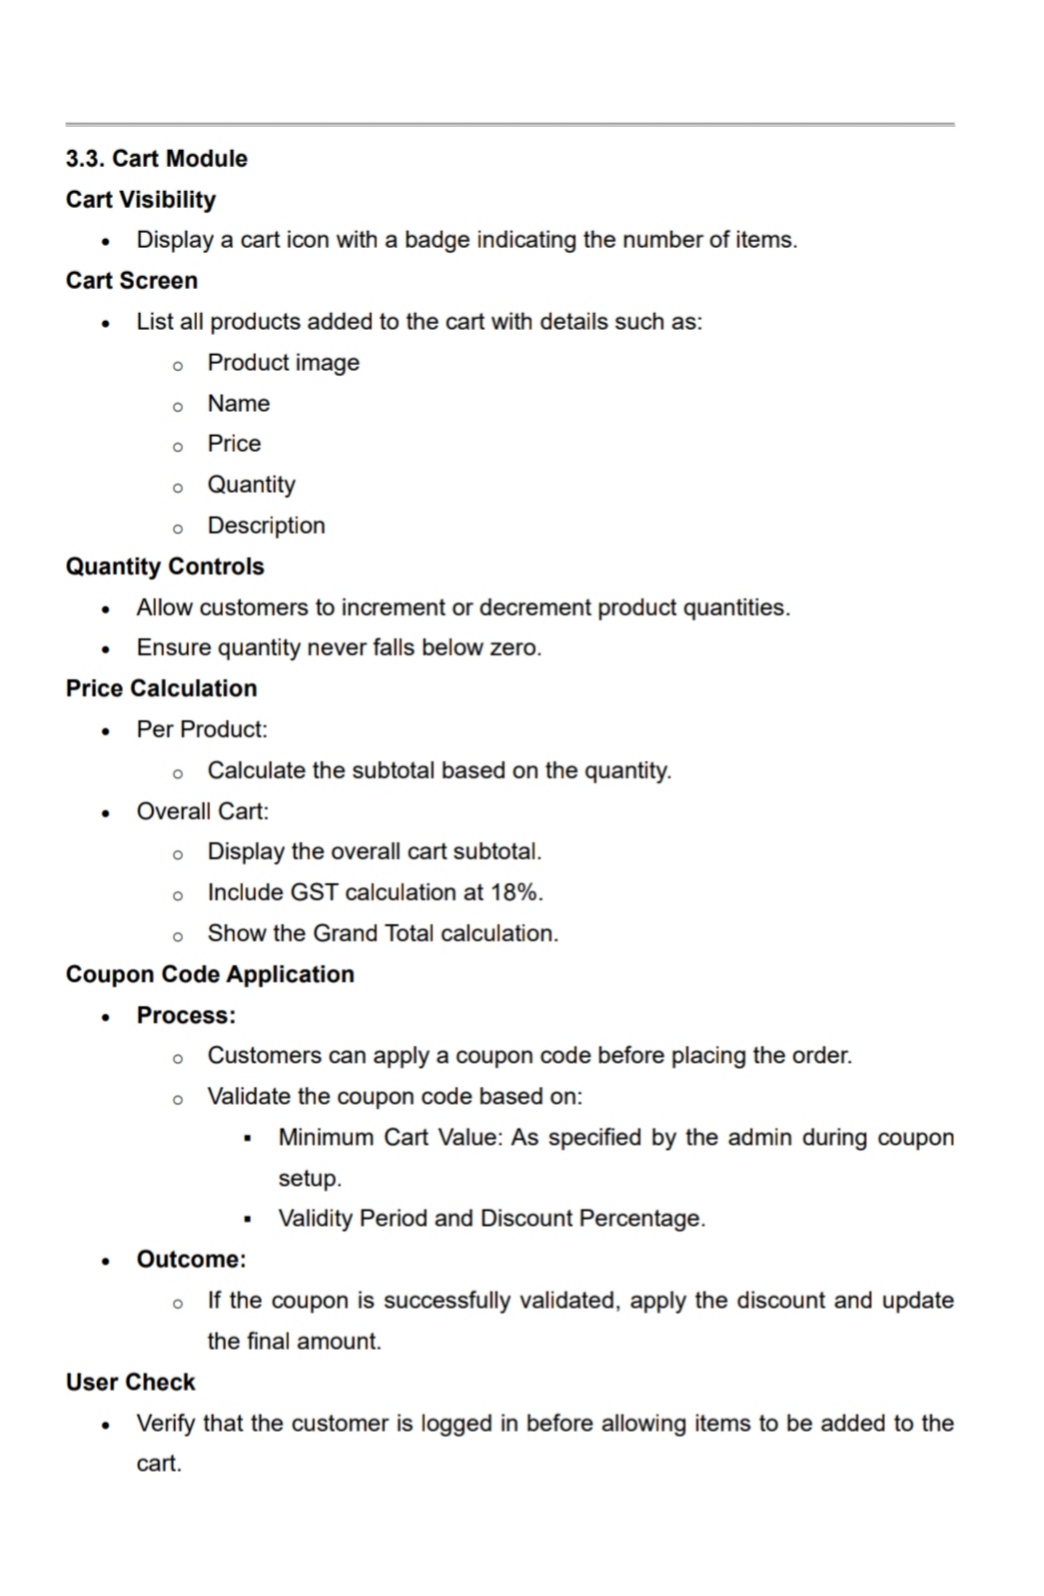 3.3. Cart Module
Cart Visibility
• Display a cart icon with a badge indicating the number of items.
Cart Screen
• List all products added to the cart with details such as:
○ Product image
○ Name
○ Price
○ Quantity
○ Description
Quantity Controls
• Allow customers to increment or decrement product quantities.
• Ensure quantity never falls below zero.
Price Calculation
• Per Product:
○ Calculate the subtotal based on the quantity.
• Overall Cart:
○ Display the overall cart subtotal.
○ Include GST calculation at 18%.
○ Show the Grand Total calculation.
Coupon Code Application
• Process:
○ Customers can apply a coupon code before placing the order.
○ Validate the coupon code based on:
▪ Minimum Cart Value: As specified by the admin during coupon
setup.
▪ Validity Period and Discount Percentage.
• Outcome:
○ If the coupon is successfully validated, apply the discount and update
the final amount.
User Check
• Verify that the customer is logged in before allowing items to be added to the
cart.